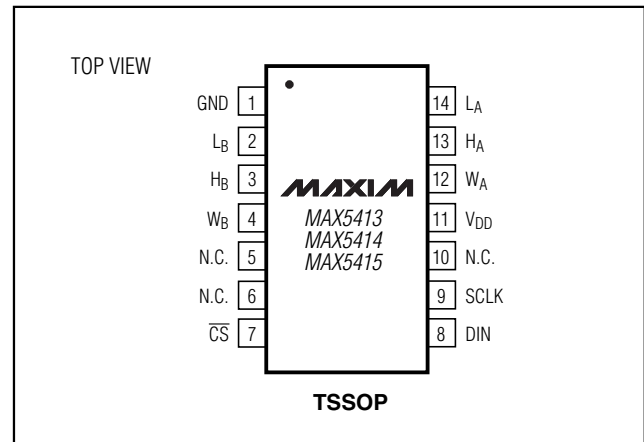 TOP VIEW
GND 1
LB 2
HB 3
WB 4
N.C. 5
N.C. 6
C̅S̅ 7
MAXIM
MAX5413
MAX5414
MAX5415
14 LA
13 HA
12 WA
11 VDD
10 N.C.
9 SCLK
8 DIN
TSSOP